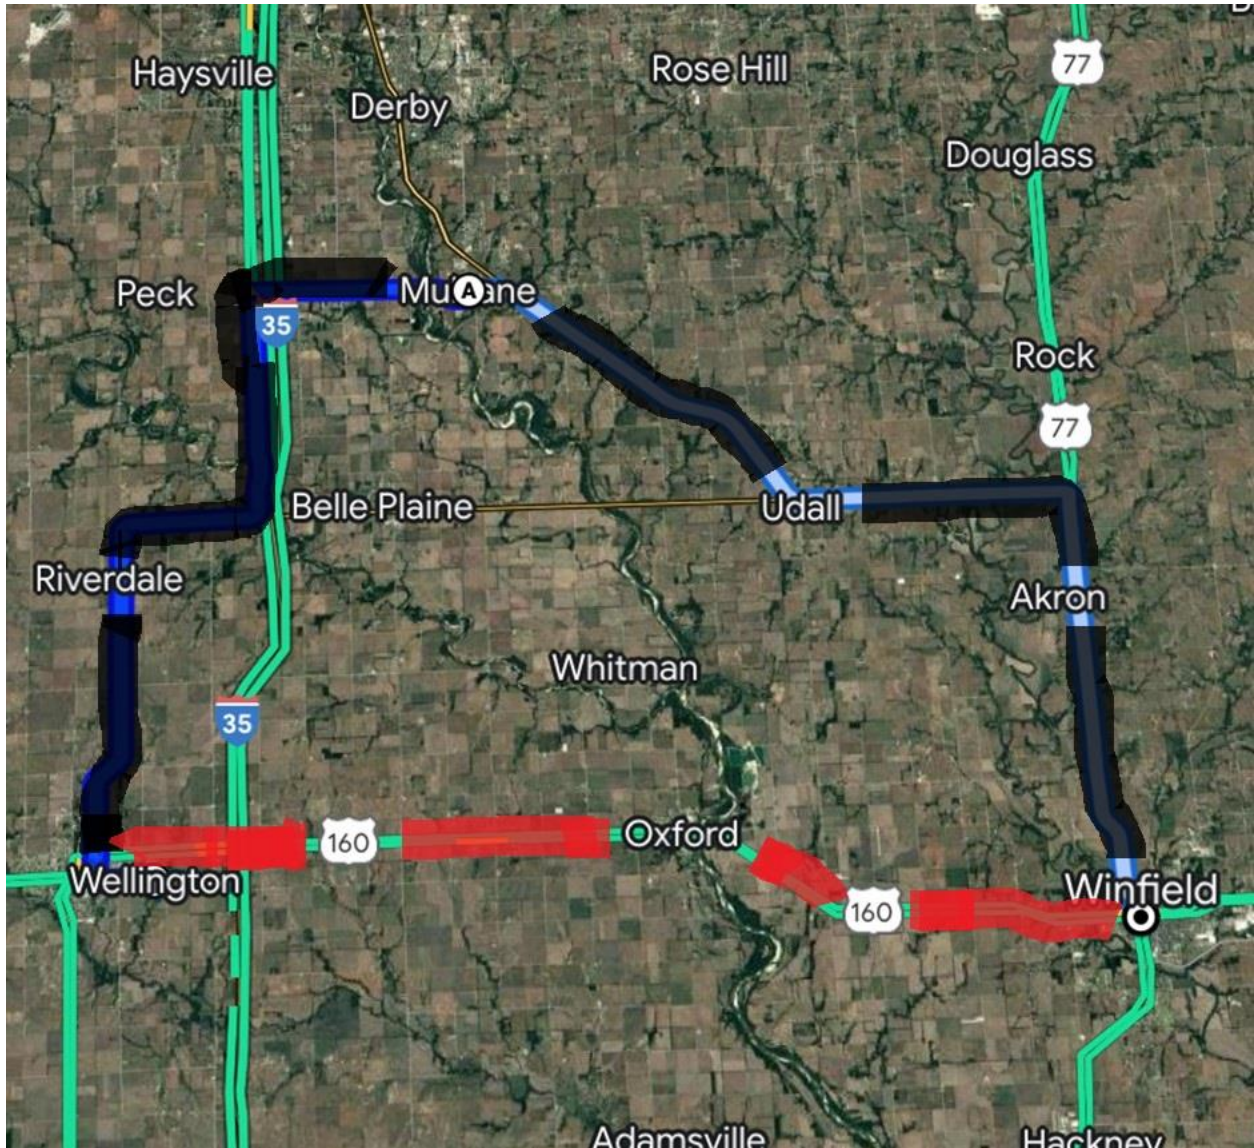 Haysville
Derby
Rose Hill
77
Douglass
Peck
A
35
Rock
77
Belle Plaine
Udall
Riverdale
Akron
Whitman
35
160
Oxford
Wellington
160
Winfield
Adamsville
Hackney